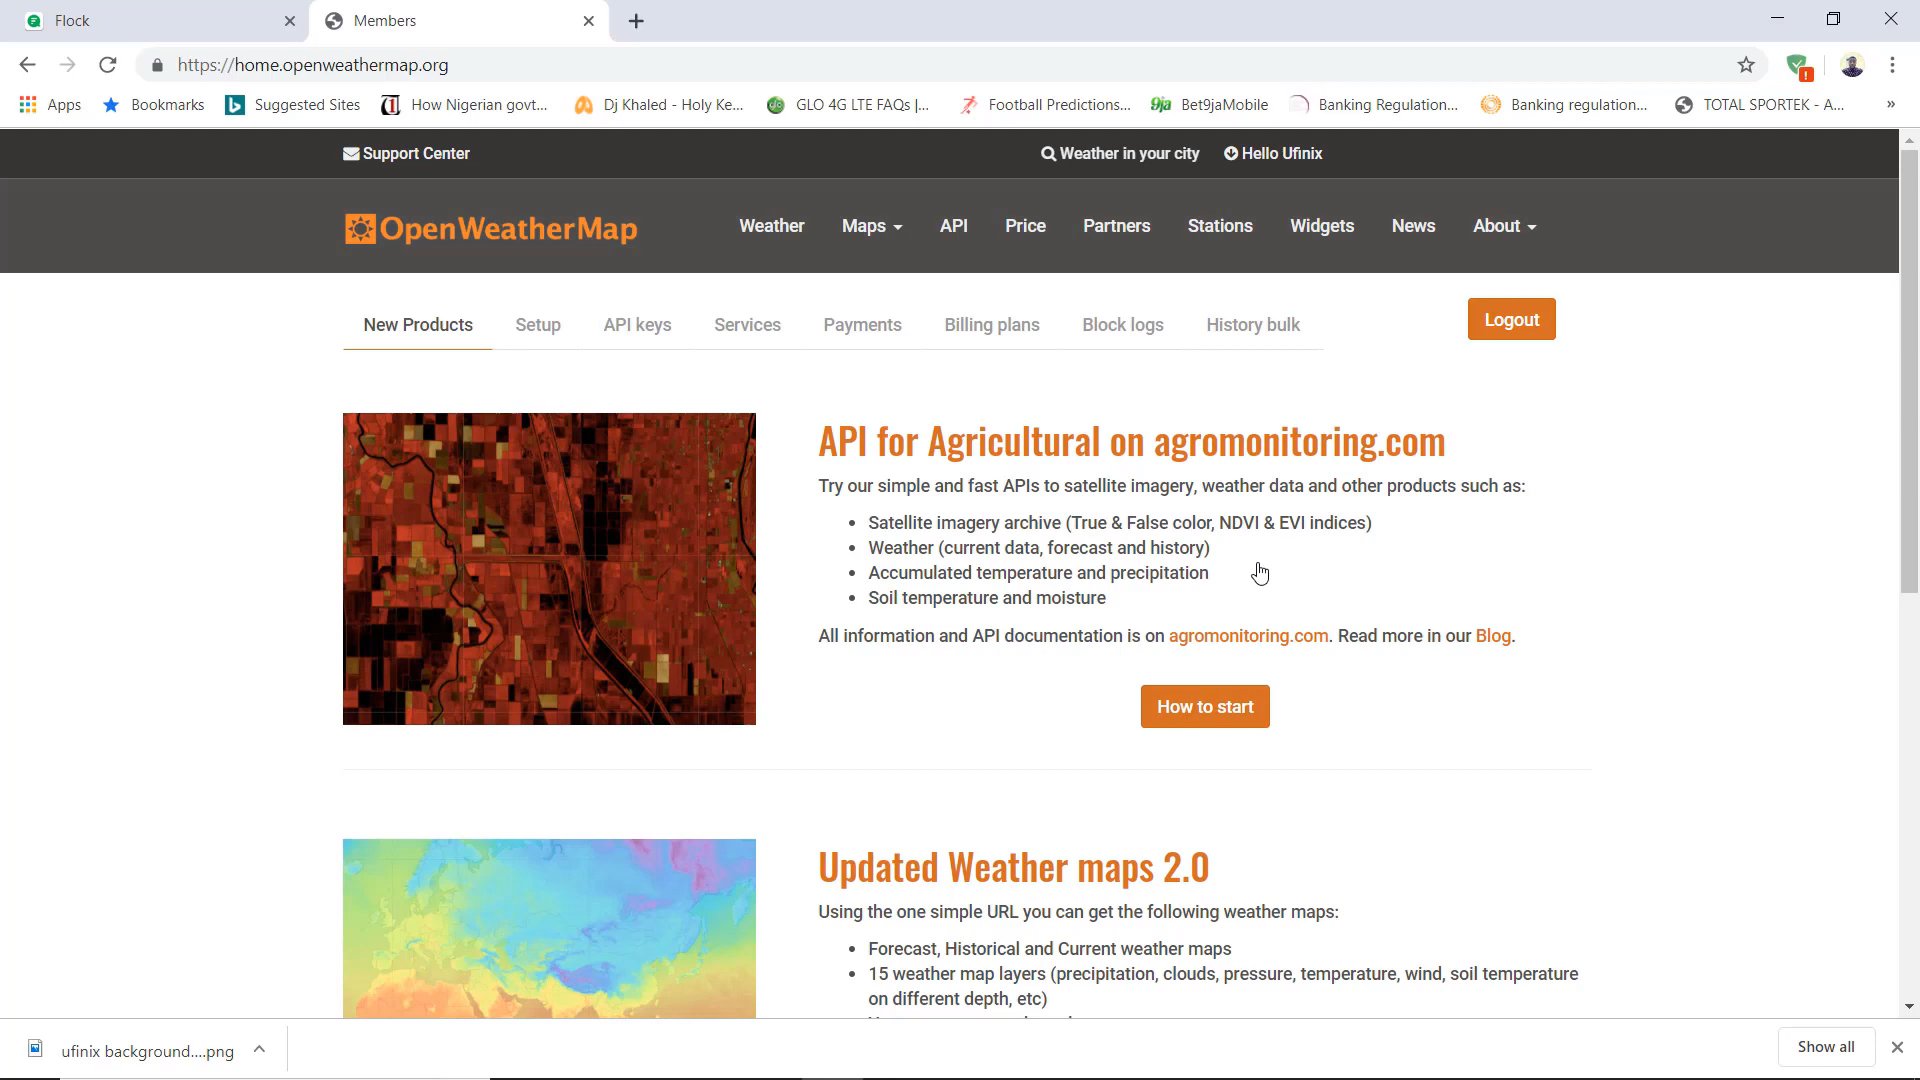 Flock
Members
https://home.openweathermap.org
Apps Bookmarks Suggested Sites How Nigerian govt... Dj Khaled - Holy Ke... GLO 4G LTE FAQs |... Football Predictions... Bet9jaMobile Banking Regulation... Banking regulation... TOTAL SPORTEK - A... »
Support Center Weather in your city Hello Ufinix
OpenWeatherMap Weather Maps API Price Partners Stations Widgets News About
New Products Setup API keys Services Payments Billing plans Block logs History bulk Logout
API for Agricultural on agromonitoring.com
Try our simple and fast APIs to satellite imagery, weather data and other products such as:
• Satellite imagery archive (True & False color, NDVI & EVI indices)
• Weather (current data, forecast and history)
• Accumulated temperature and precipitation
• Soil temperature and moisture
All information and API documentation is on agromonitoring.com. Read more in our Blog.
How to start
Updated Weather maps 2.0
Using the one simple URL you can get the following weather maps:
• Forecast, Historical and Current weather maps
• 15 weather map layers (precipitation, clouds, pressure, temperature, wind, soil temperature
on different depth, etc)
ufinix background....png
Show all